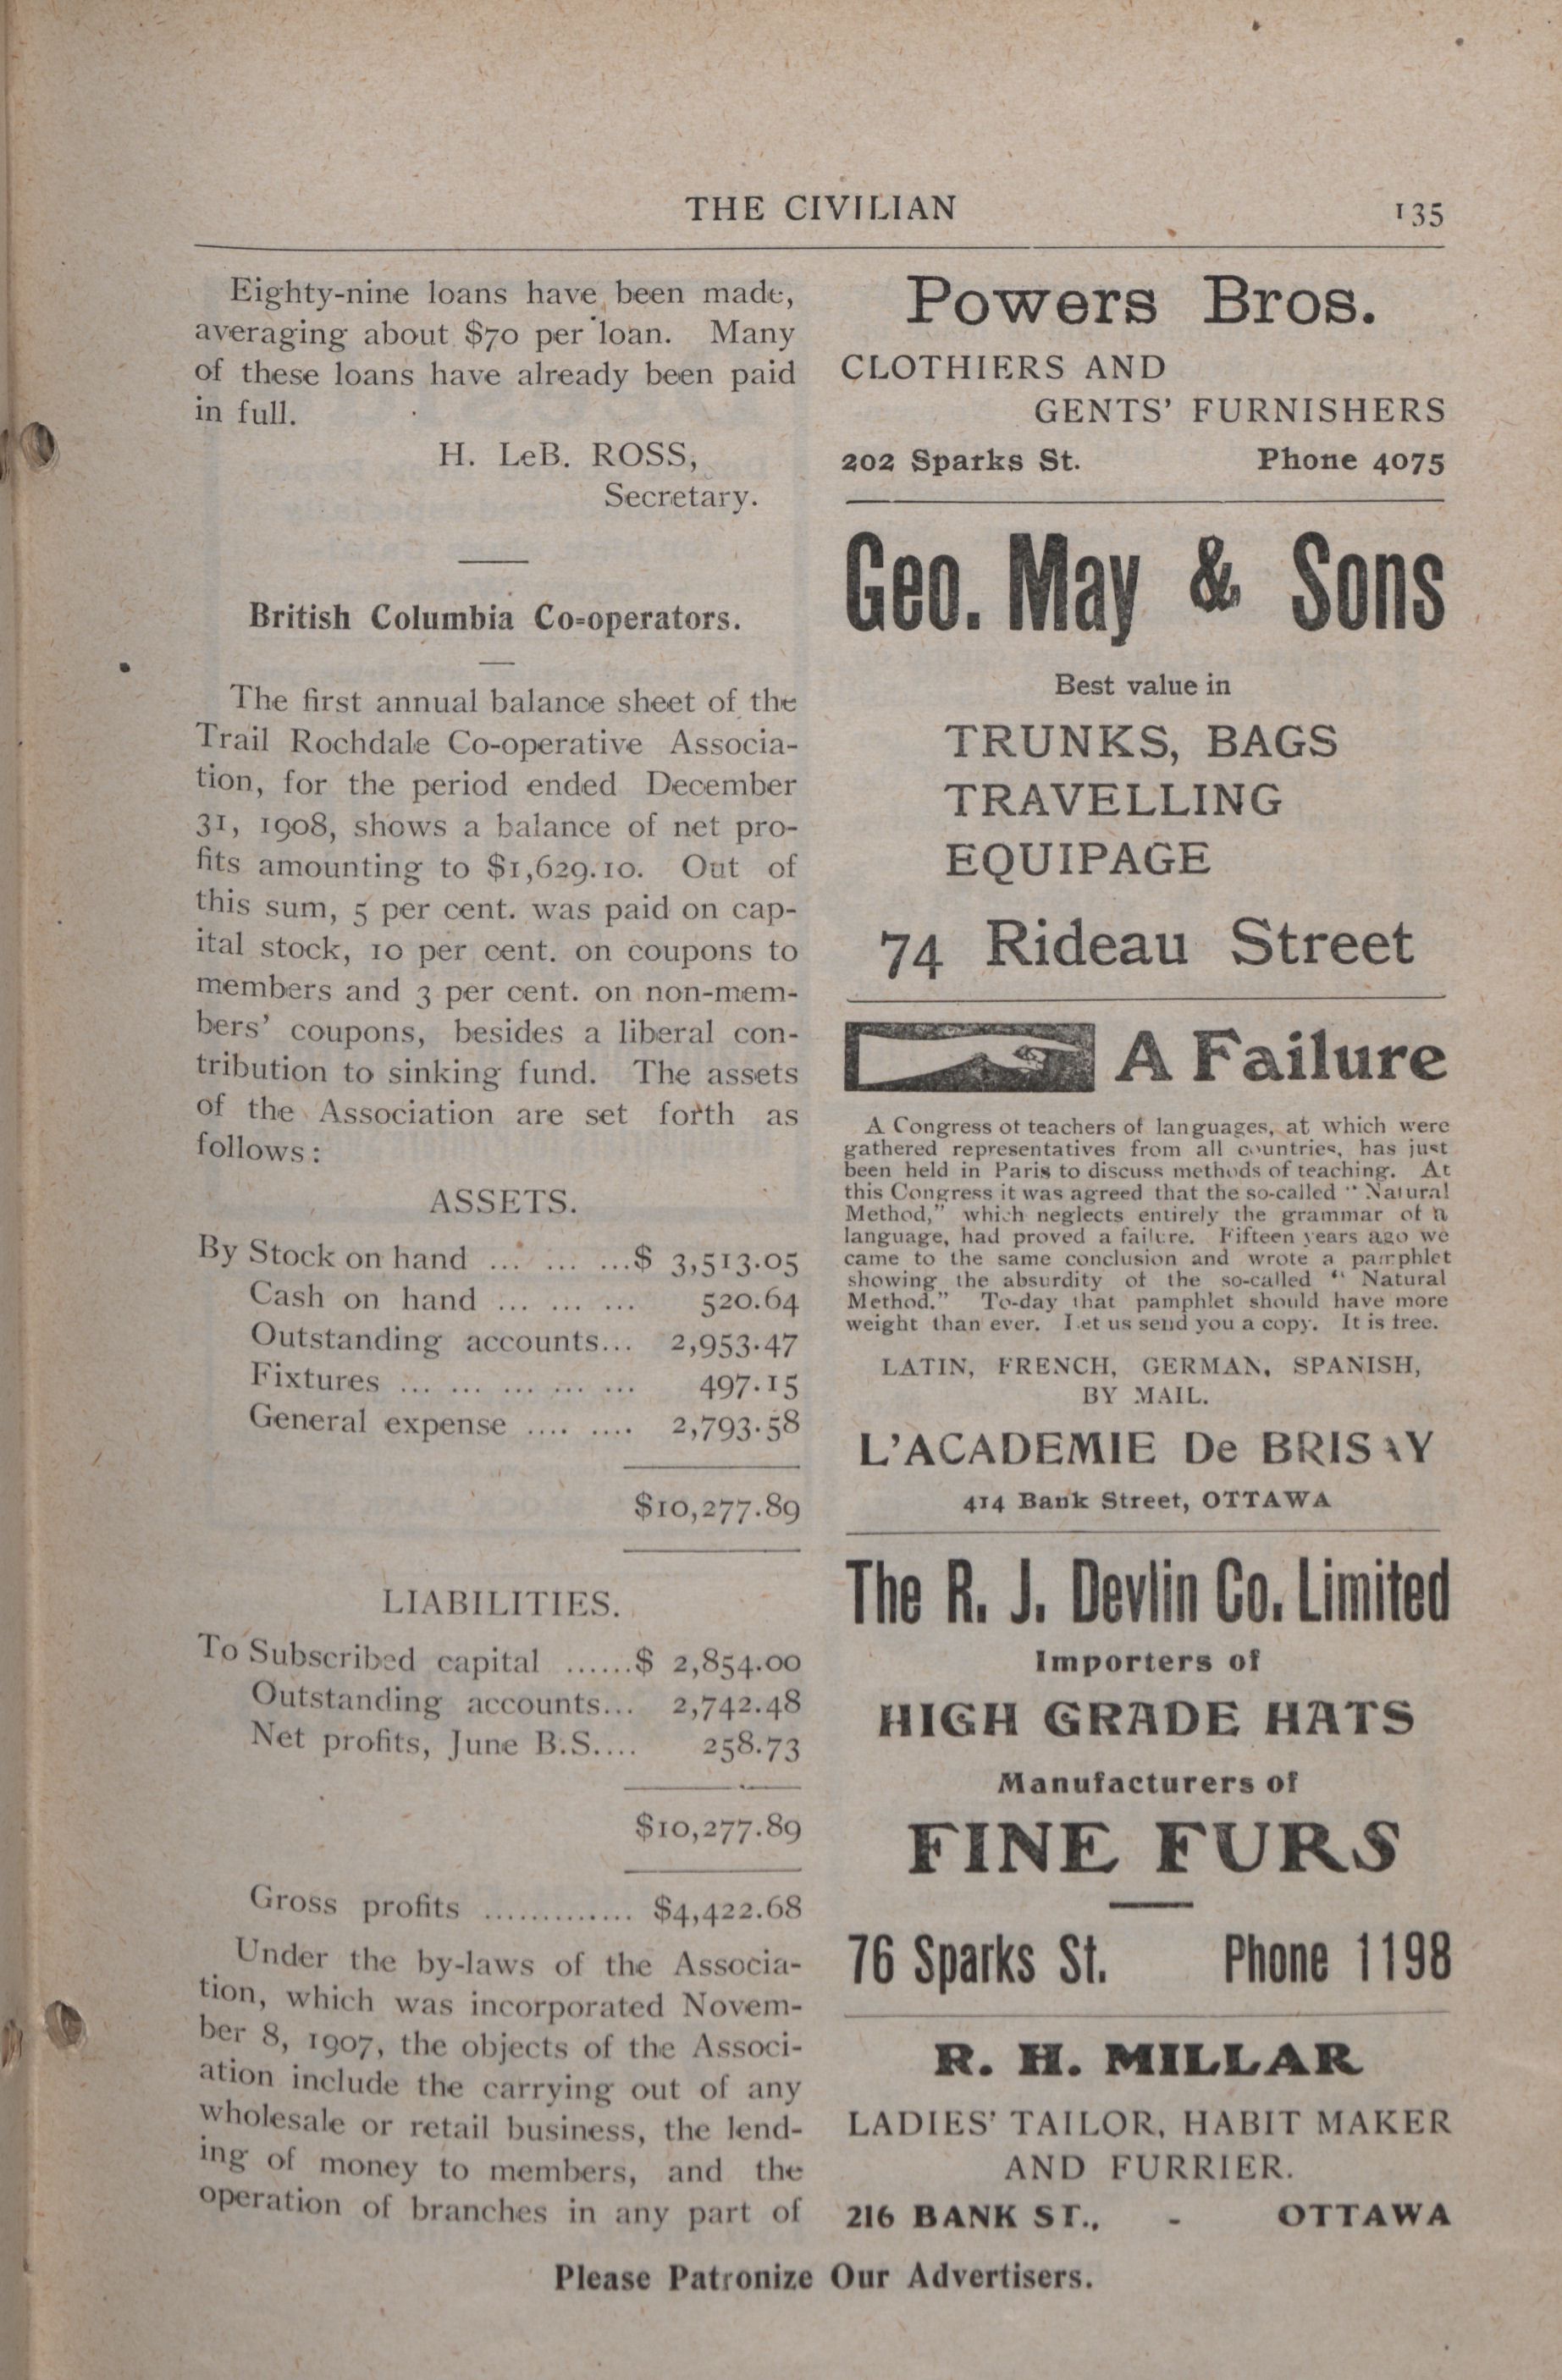 THE CIVILIAN
135
Eighty-nine loans have been made,
averaging about $70 per loan. Many
of these loans have already been paid
in full.
H. LeB. ROSS,
Secretary.
British Columbia Co-operators.
The first annual balance sheet of the
Trail Rochdale Co-operative Associa-
tion, for the period ended December
31, 1908, shows a balance of net pro-
fits amounting to $1,629.10. Out of
this sum, 5 per cent. was paid on cap-
ital stock, 10 per cent. on coupons to
members and 3 per cent. on non-mem-
bers' coupons, besides a liberal con-
tribution to sinking fund. The assets
of the Association are set forth as
follows:
ASSETS.
By Stock on hand ... ... ...$ 3,513.05
Cash on hand ... ... ... 520.64
Outstanding accounts... 2,953.47
Fixtures ... ... ... ... ... 497.15
General expense .... .... 2,793.58
$10,277.89
LIABILITIES.
To Subscribed capital ......$ 2,854.00
Outstanding accounts... 2,742.48
Net profits, June B.S.... 258.73
$10,277.89
Gross profits ............. $4,422.68
Under the by-laws of the Associa-
tion, which was incorporated Novem-
ber 8, 1907, the objects of the Associ-
ation include the carrying out of any
wholesale or retail business, the lend-
ing of money to members, and the
operation of branches in any part of
Powers Bros.
CLOTHIERS AND
GENTS' FURNISHERS
202 Sparks St. Phone 4075
Geo. May & Sons
Best value in
TRUNKS, BAGS
TRAVELLING
EQUIPAGE
74 Rideau Street
A Failure
A Congress of teachers of languages, at which were
gathered representatives from all countries, has just
been held in Paris to discuss methods of teaching. At
this Congress it was agreed that the so-called "Natural
Method," which neglects entirely the grammar of a
language, had proved a failure. Fifteen years ago we
came to the same conclusion and wrote a pamphlet
showing the absurdity of the so-called "Natural
Method." To-day that pamphlet should have more
weight than ever. Let us send you a copy. It is free.
LATIN, FRENCH, GERMAN, SPANISH,
BY MAIL.
L'ACADEMIE De BRISAY
414 Bank Street, OTTAWA
The R. J. Devlin Co. Limited
Importers of
HIGH GRADE HATS
Manufacturers of
FINE FURS
76 Sparks St. Phone 1198
R. H. MILLAR
LADIES' TAILOR, HABIT MAKER
AND FURRIER.
216 BANK ST., - OTTAWA
Please Patronize Our Advertisers.